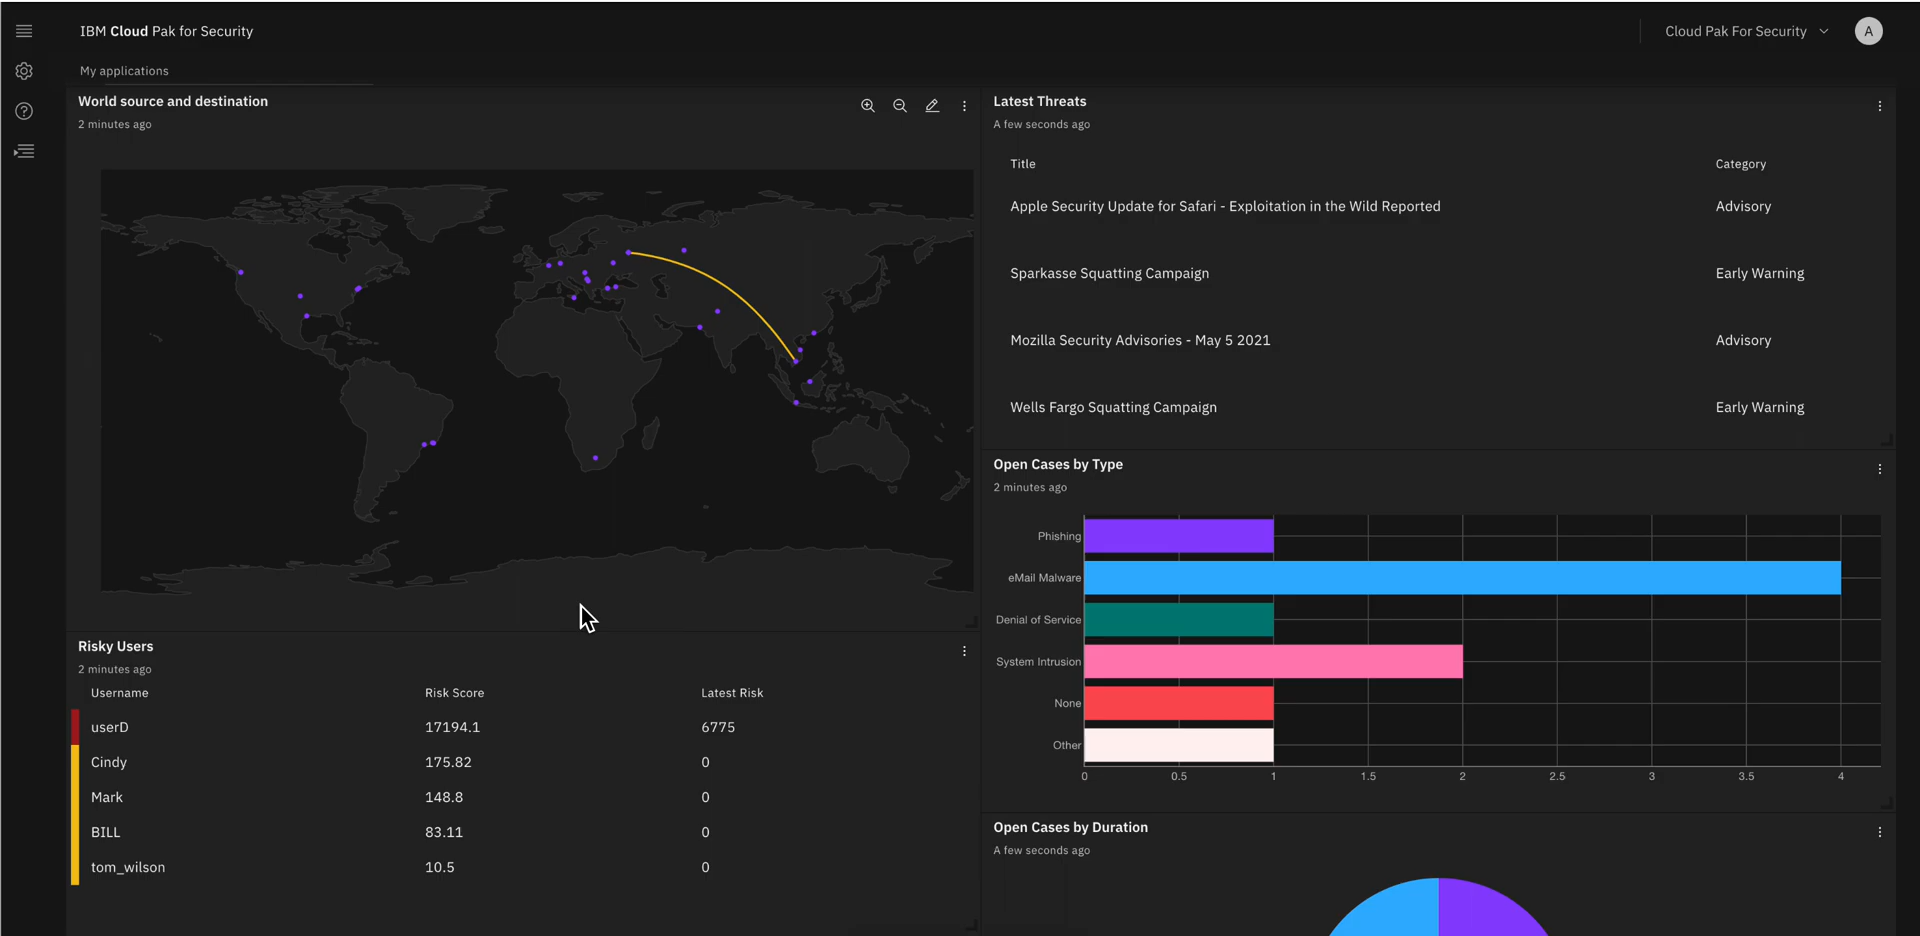 IBM Cloud Pak for Security
Cloud Pak For Security
A
My applications
World source and destination
2 minutes ago
Latest Threats
A few seconds ago
Title Category
Apple Security Update for Safari - Exploitation in the Wild Reported Advisory
Sparkasse Squatting Campaign Early Warning
Mozilla Security Advisories - May 5 2021 Advisory
Wells Fargo Squatting Campaign Early Warning
Open Cases by Type
2 minutes ago
Phishing
eMail Malware
Denial of Service
System Intrusion
None
Other
0 0.5 1 1.5 2 2.5 3 3.5 4
Risky Users
2 minutes ago
Username Risk Score Latest Risk
userD 17194.1 6775
Cindy 175.82 0
Mark 148.8 0
BILL 83.11 0
tom_wilson 10.5 0
Open Cases by Duration
A few seconds ago